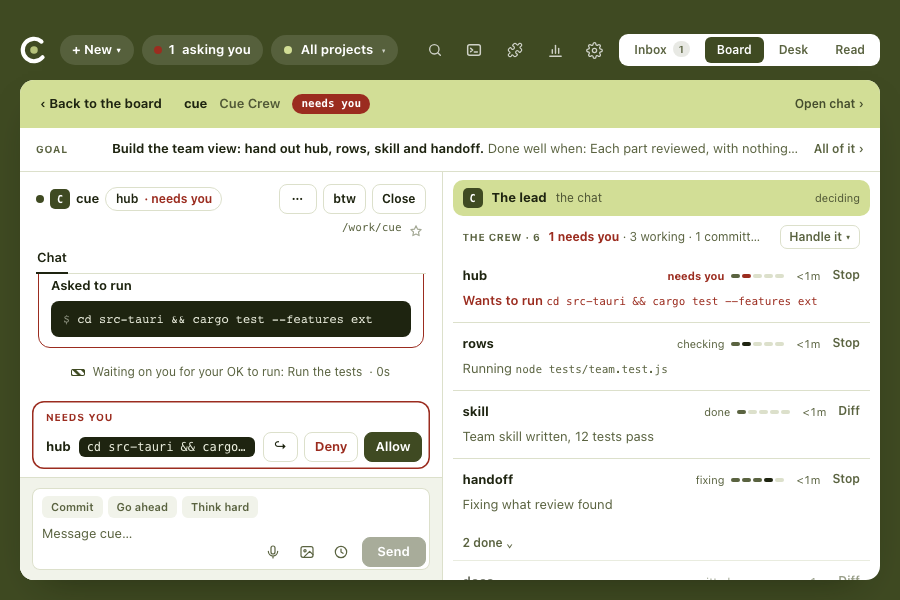 + New ▾
1 asking you
All projects ▾
Inbox 1
Board
Desk
Read
‹ Back to the board
cue Cue Crew needs you
Open chat ›
GOAL
Build the team view: hand out hub, rows, skill and handoff. Done well when: Each part reviewed, with nothing...
All of it ›
C cue hub · needs you
...
btw
Close
/work/cue
Chat
Asked to run
$ cd src-tauri && cargo test --features ext
Waiting on you for your OK to run: Run the tests · 0s
NEEDS YOU
hub cd src-tauri && cargo…
Deny
Allow
Commit
Go ahead
Think hard
Message cue...
Send
C The lead the chat
deciding
THE CREW · 6 1 needs you · 3 working · 1 committ...
Handle it ▾
hub needs you <1m Stop
Wants to run cd src-tauri && cargo test --features ext
rows checking <1m Stop
Running node tests/team.test.js
skill done <1m Diff
Team skill written, 12 tests pass
handoff fixing <1m Stop
Fixing what review found
2 done ⌄